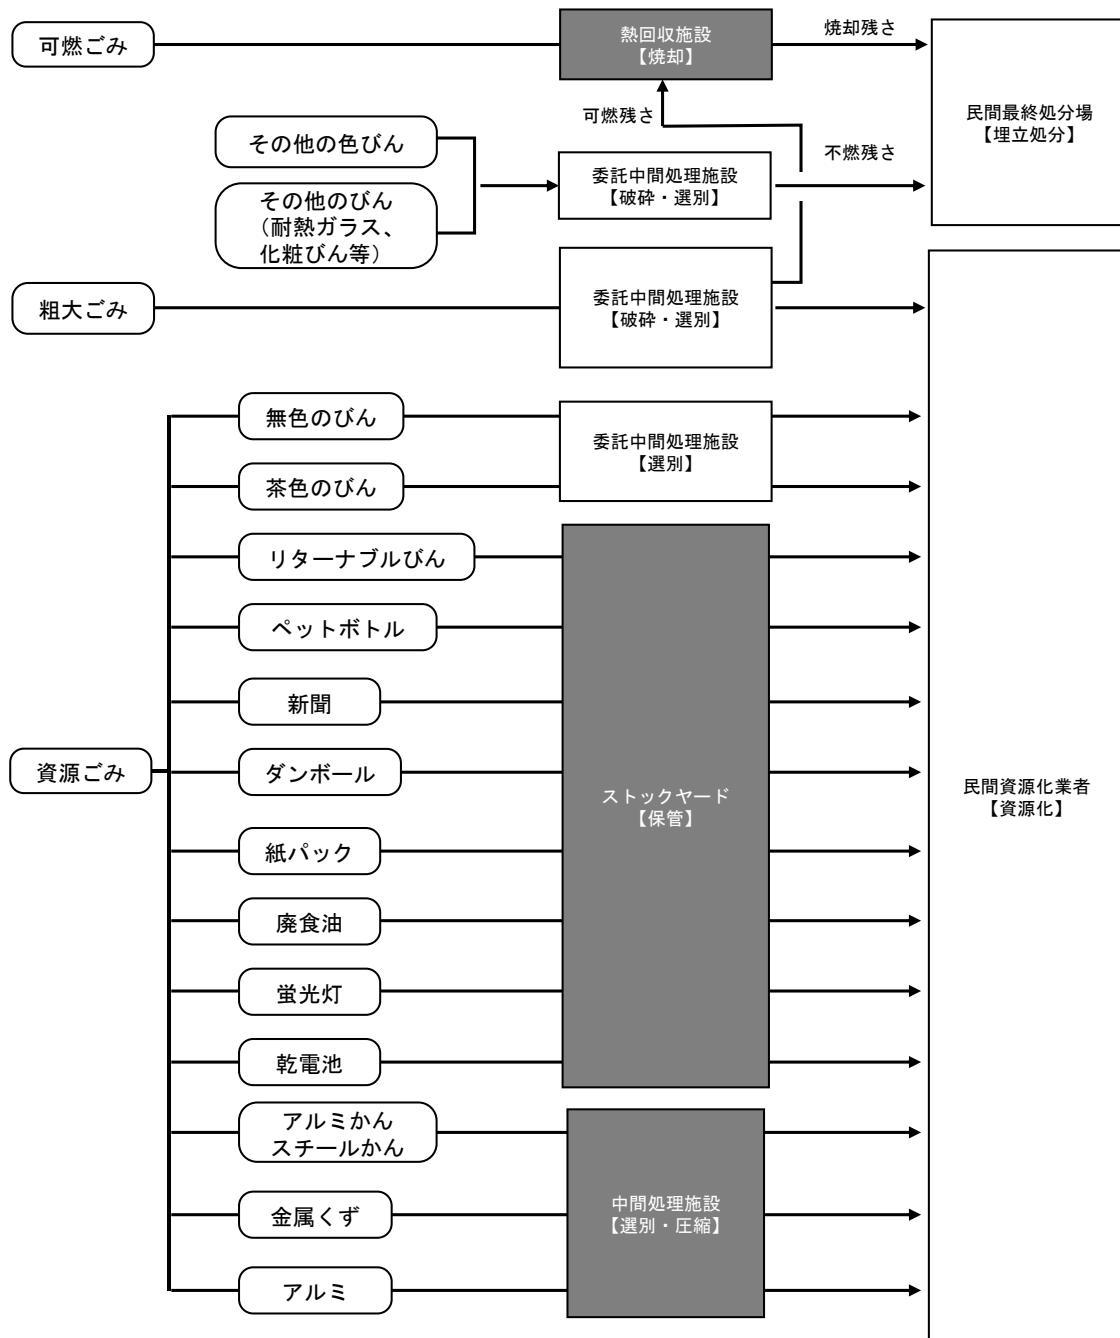 可燃ごみ
熱回収施設
【焼却】
焼却残さ
民間最終処分場
【埋立処分】
可燃残さ
不燃残さ
その他の色びん
その他のびん
（耐熱ガラス、
化粧びん等）
委託中間処理施設
【破砕・選別】
粗大ごみ
委託中間処理施設
【破砕・選別】
無色のびん
茶色のびん
委託中間処理施設
【選別】
リターナブルびん
ペットボトル
新聞
資源ごみ
ダンボール
ストックヤード
【保管】
民間資源化業者
【資源化】
紙パック
廃食油
蛍光灯
乾電池
アルミかん
スチールかん
金属くず
中間処理施設
【選別・圧縮】
アルミ